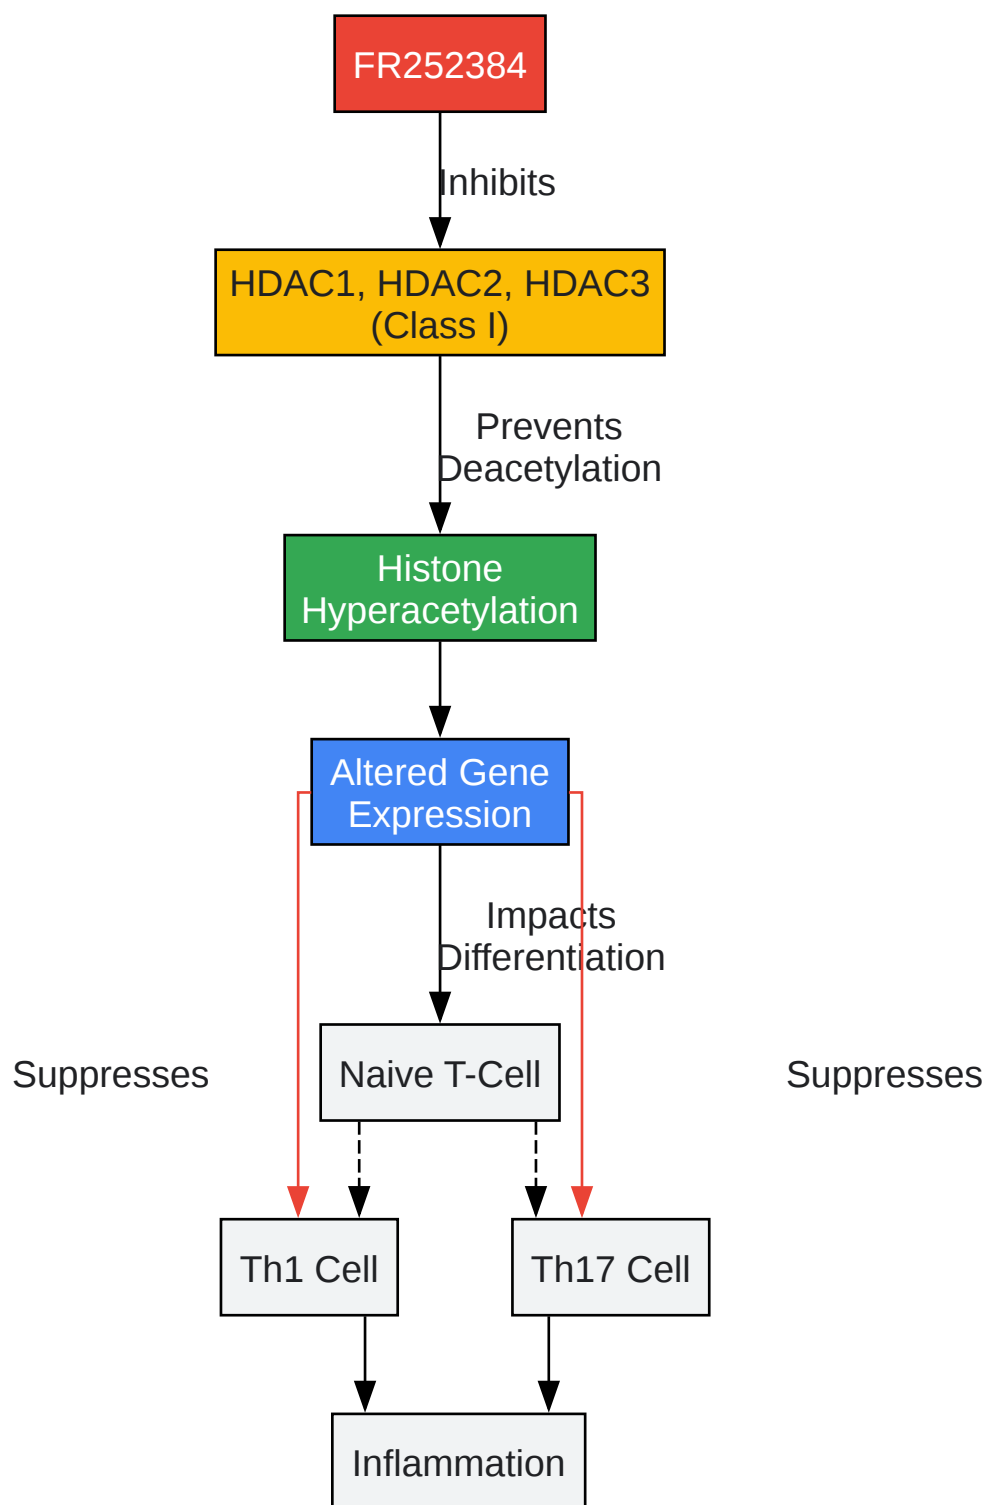 FR252384
Inhibits
HDAC1, HDAC2, HDAC3
(Class I)
Prevents
Deacetylation
Histone
Hyperacetylation
Altered Gene
Expression
Impacts
Differentiation
Suppresses
Naive T-Cell
Suppresses
Th1 Cell
Th17 Cell
Inflammation